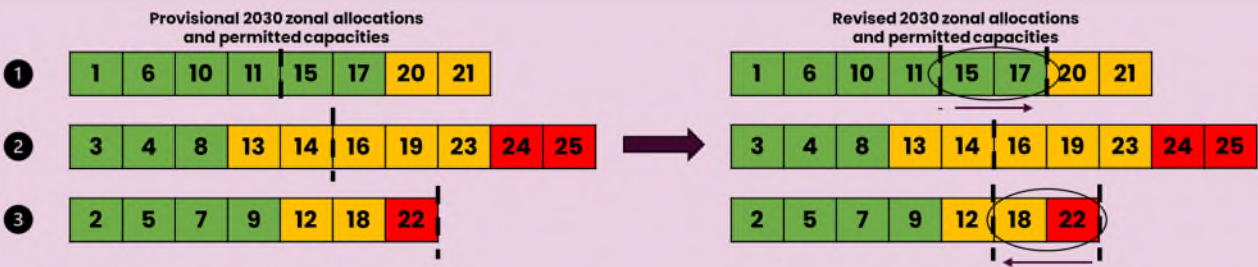 Provisional 2030 zonal allocations
and permitted capacities
1 1 6 10 11 15 17 20 21
2 3 4 8 13 14 16 19 23 24 25
3 2 5 7 9 12 18 22
Revised 2030 zonal allocations
and permitted capacities
1 6 10 11 15 17 20 21
3 4 8 13 14 16 19 23 24 25
2 5 7 9 12 18 22